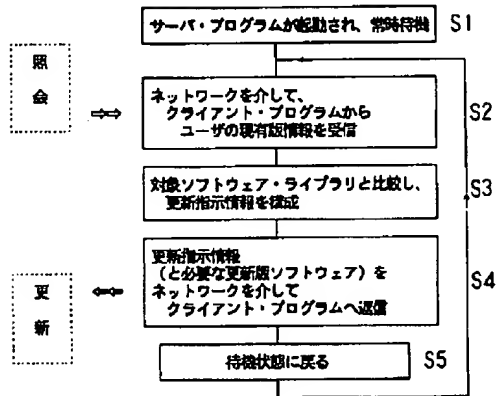 サーバ・プログラムが起動され、常時待機
S1
照
会
ネットワークを介して、
クライアント・プログラムから
ユーザの現有版情報を受信
S2
対象ソフトウェア・ライブラリと比較し、
更新指示情報を構成
S3
更新指示情報
（と必要な更新版ソフトウェア）を
ネットワークを介して
クライアント・プログラムへ返信
S4
更
新
待機状態に戻る
S5